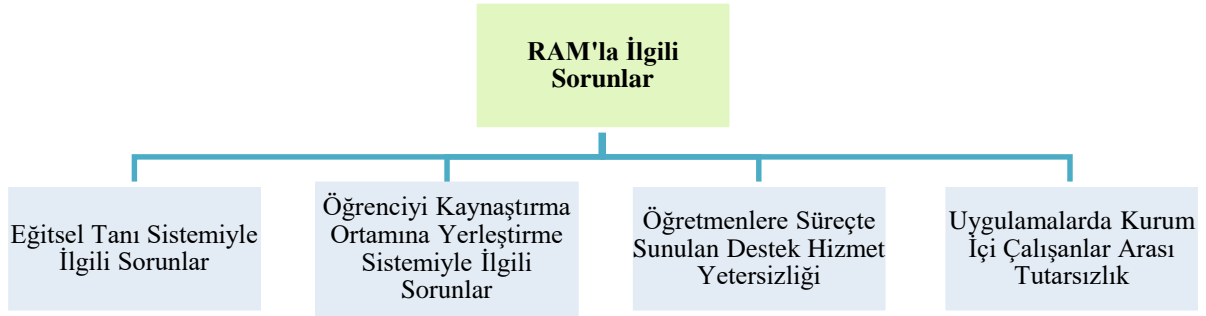 RAM'la İlgili
Sorunlar
Eğitsel Tanı Sistemiyle
İlgili Sorunlar
Öğrenciyi Kaynaştırma
Ortamına Yerleştirme
Sistemiyle İlgili
Sorunlar
Öğretmenlere Süreçte
Sunulan Destek Hizmet
Yetersizliği
Uygulamalarda Kurum
İçi Çalışanlar Arası
Tutarsızlık